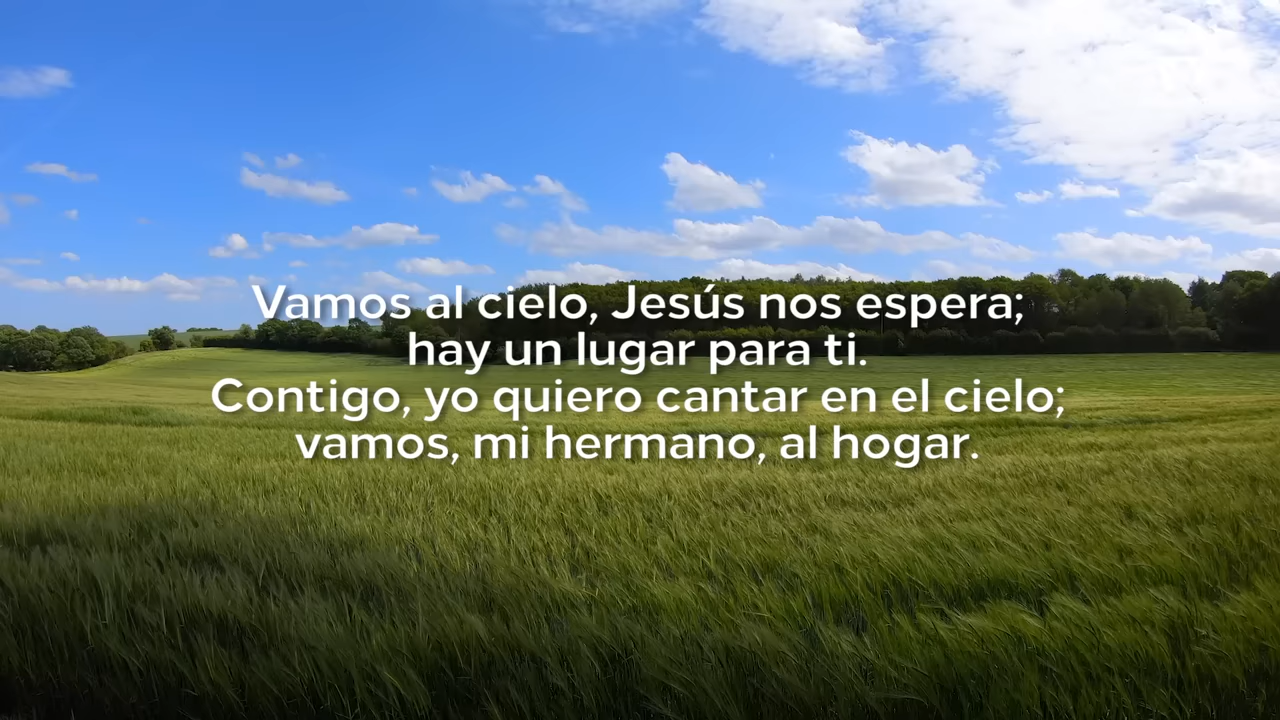 Vamos al cielo, Jesús nos espera;
hay un lugar para ti.
Contigo, yo quiero cantar en el cielo;
vamos, mi hermano, al hogar.